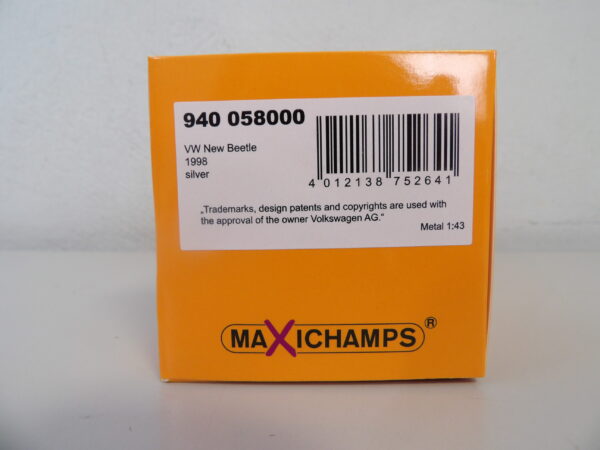 940 058000
VW New Beetle
1998
silver
4 012138 752641
„Trademarks, design patents and copyrights are used with
the approval of the owner Volkswagen AG.“
Metal 1:43
MAXICHAMPS®